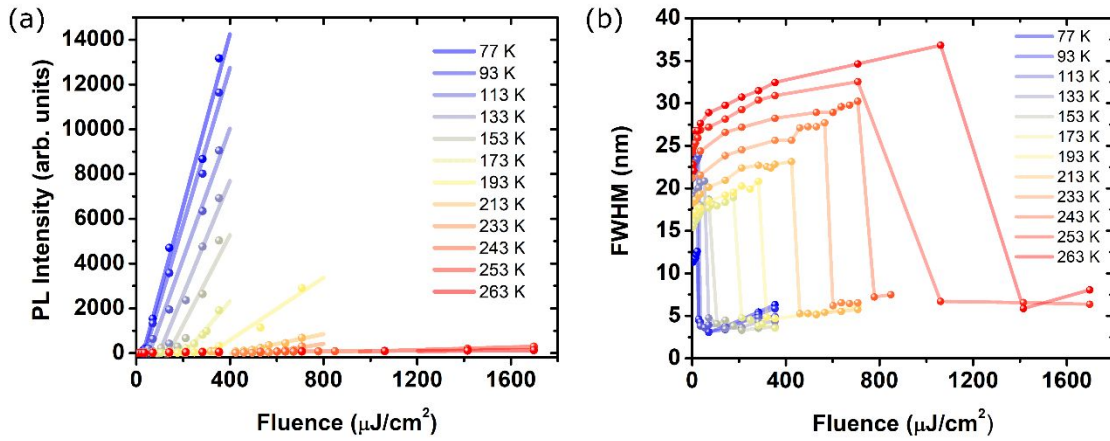 (a)
PL Intensity (arb. units)
14000
12000
10000
8000
6000
4000
2000
0
0 400 800 1200 1600
Fluence (μJ/cm²)
77 K
93 K
113 K
133 K
153 K
173 K
193 K
213 K
233 K
243 K
253 K
263 K
(b)
FWHM (nm)
40
35
30
25
20
15
10
5
0
0 400 800 1200 1600
Fluence (μJ/cm²)
77 K
93 K
113 K
133 K
153 K
173 K
193 K
213 K
233 K
243 K
253 K
263 K